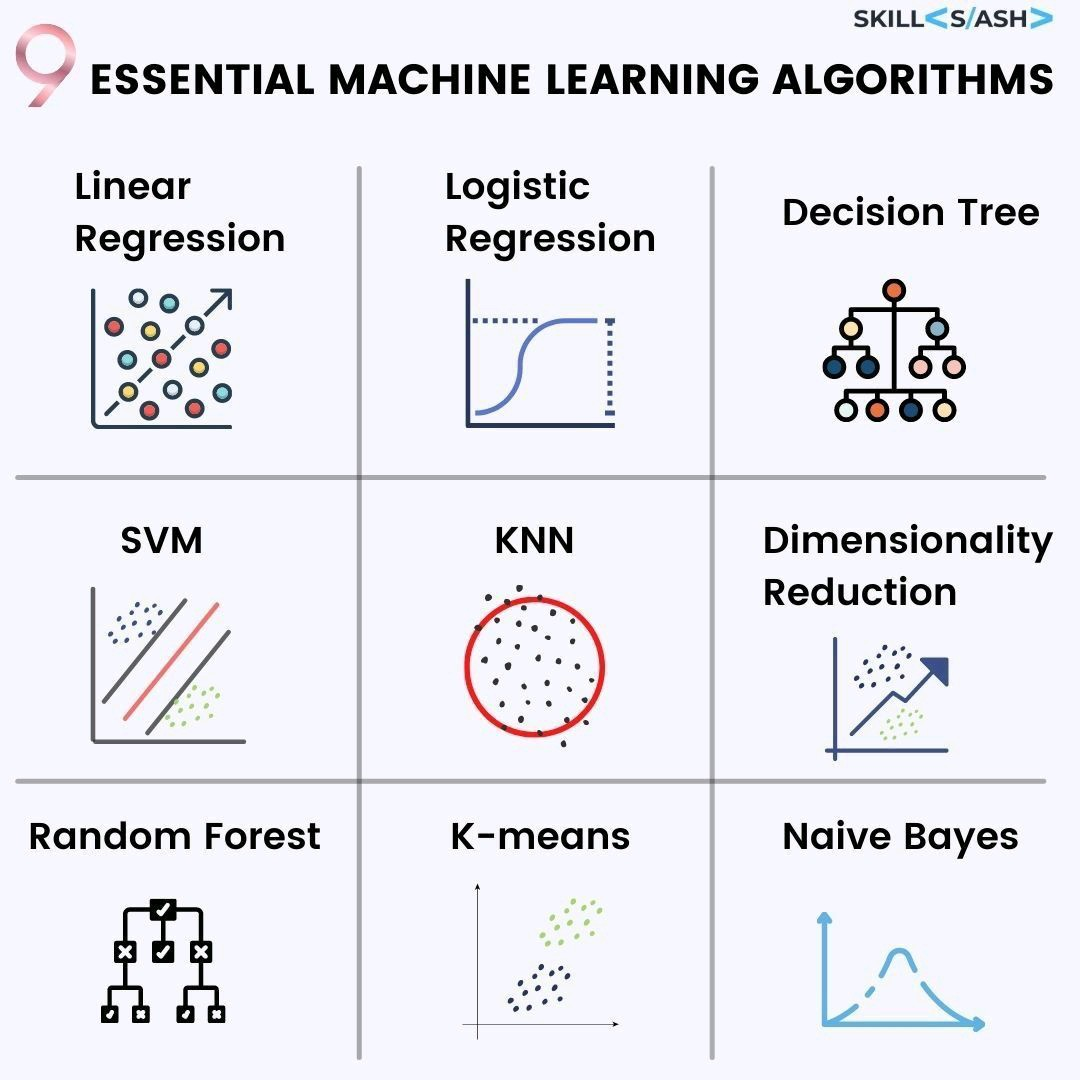 SKILL<S/ASH>
9 ESSENTIAL MACHINE LEARNING ALGORITHMS
Linear
Regression
Logistic
Regression
Decision Tree
SVM
KNN
Dimensionality
Reduction
Random Forest
K-means
Naive Bayes